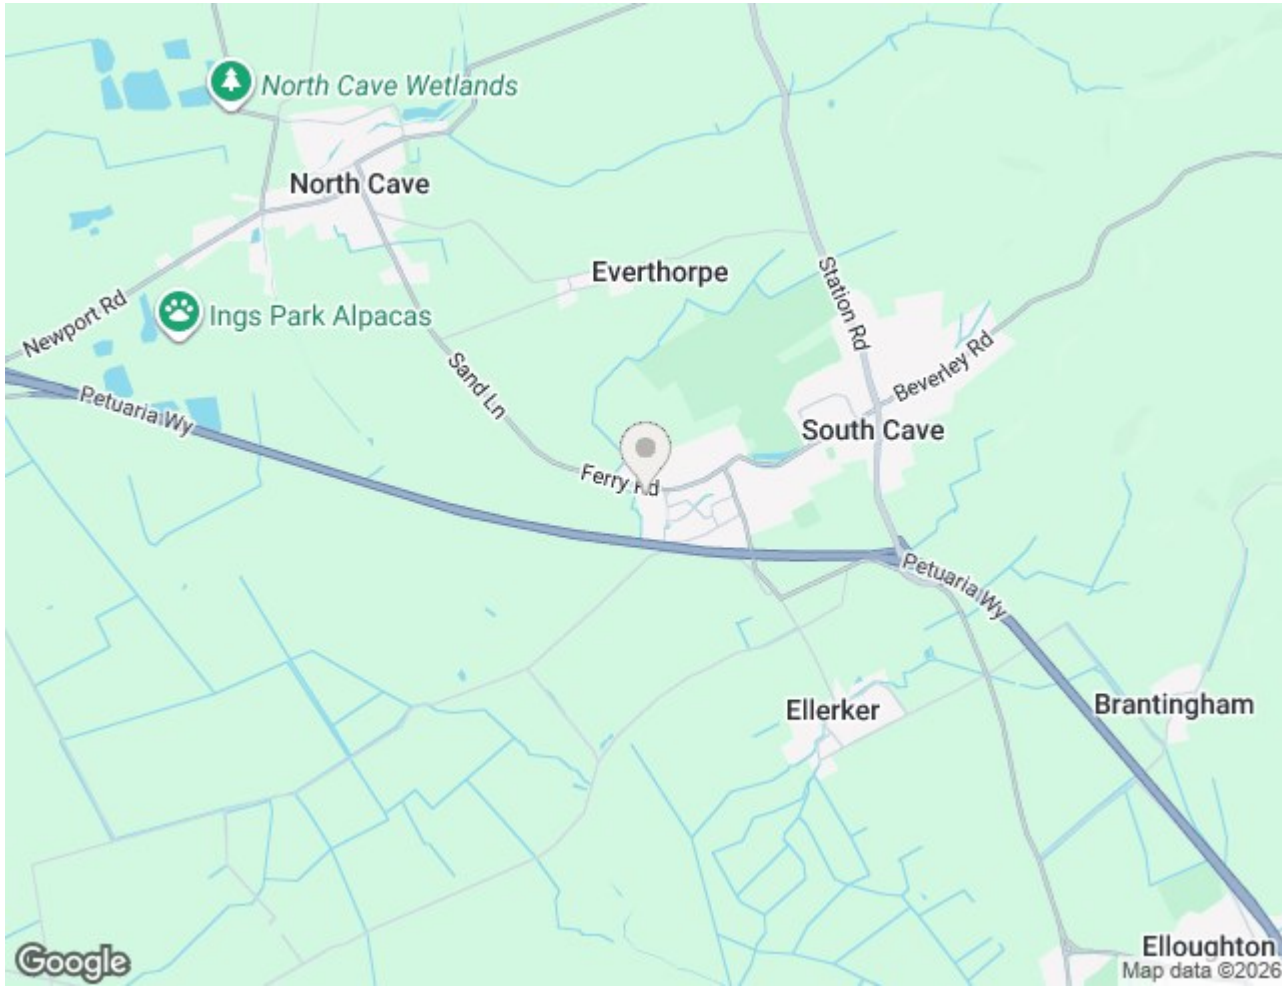 North Cave Wetlands
North Cave
Everthorpe
Station Rd
Newport Rd
Ings Park Alpacas
Beverley Rd
Sand Ln
Petuaria Wy
South Cave
Ferry Rd
Petuaria Wy
Brantingham
Ellerker
Elloughton
Google
Map data ©2026